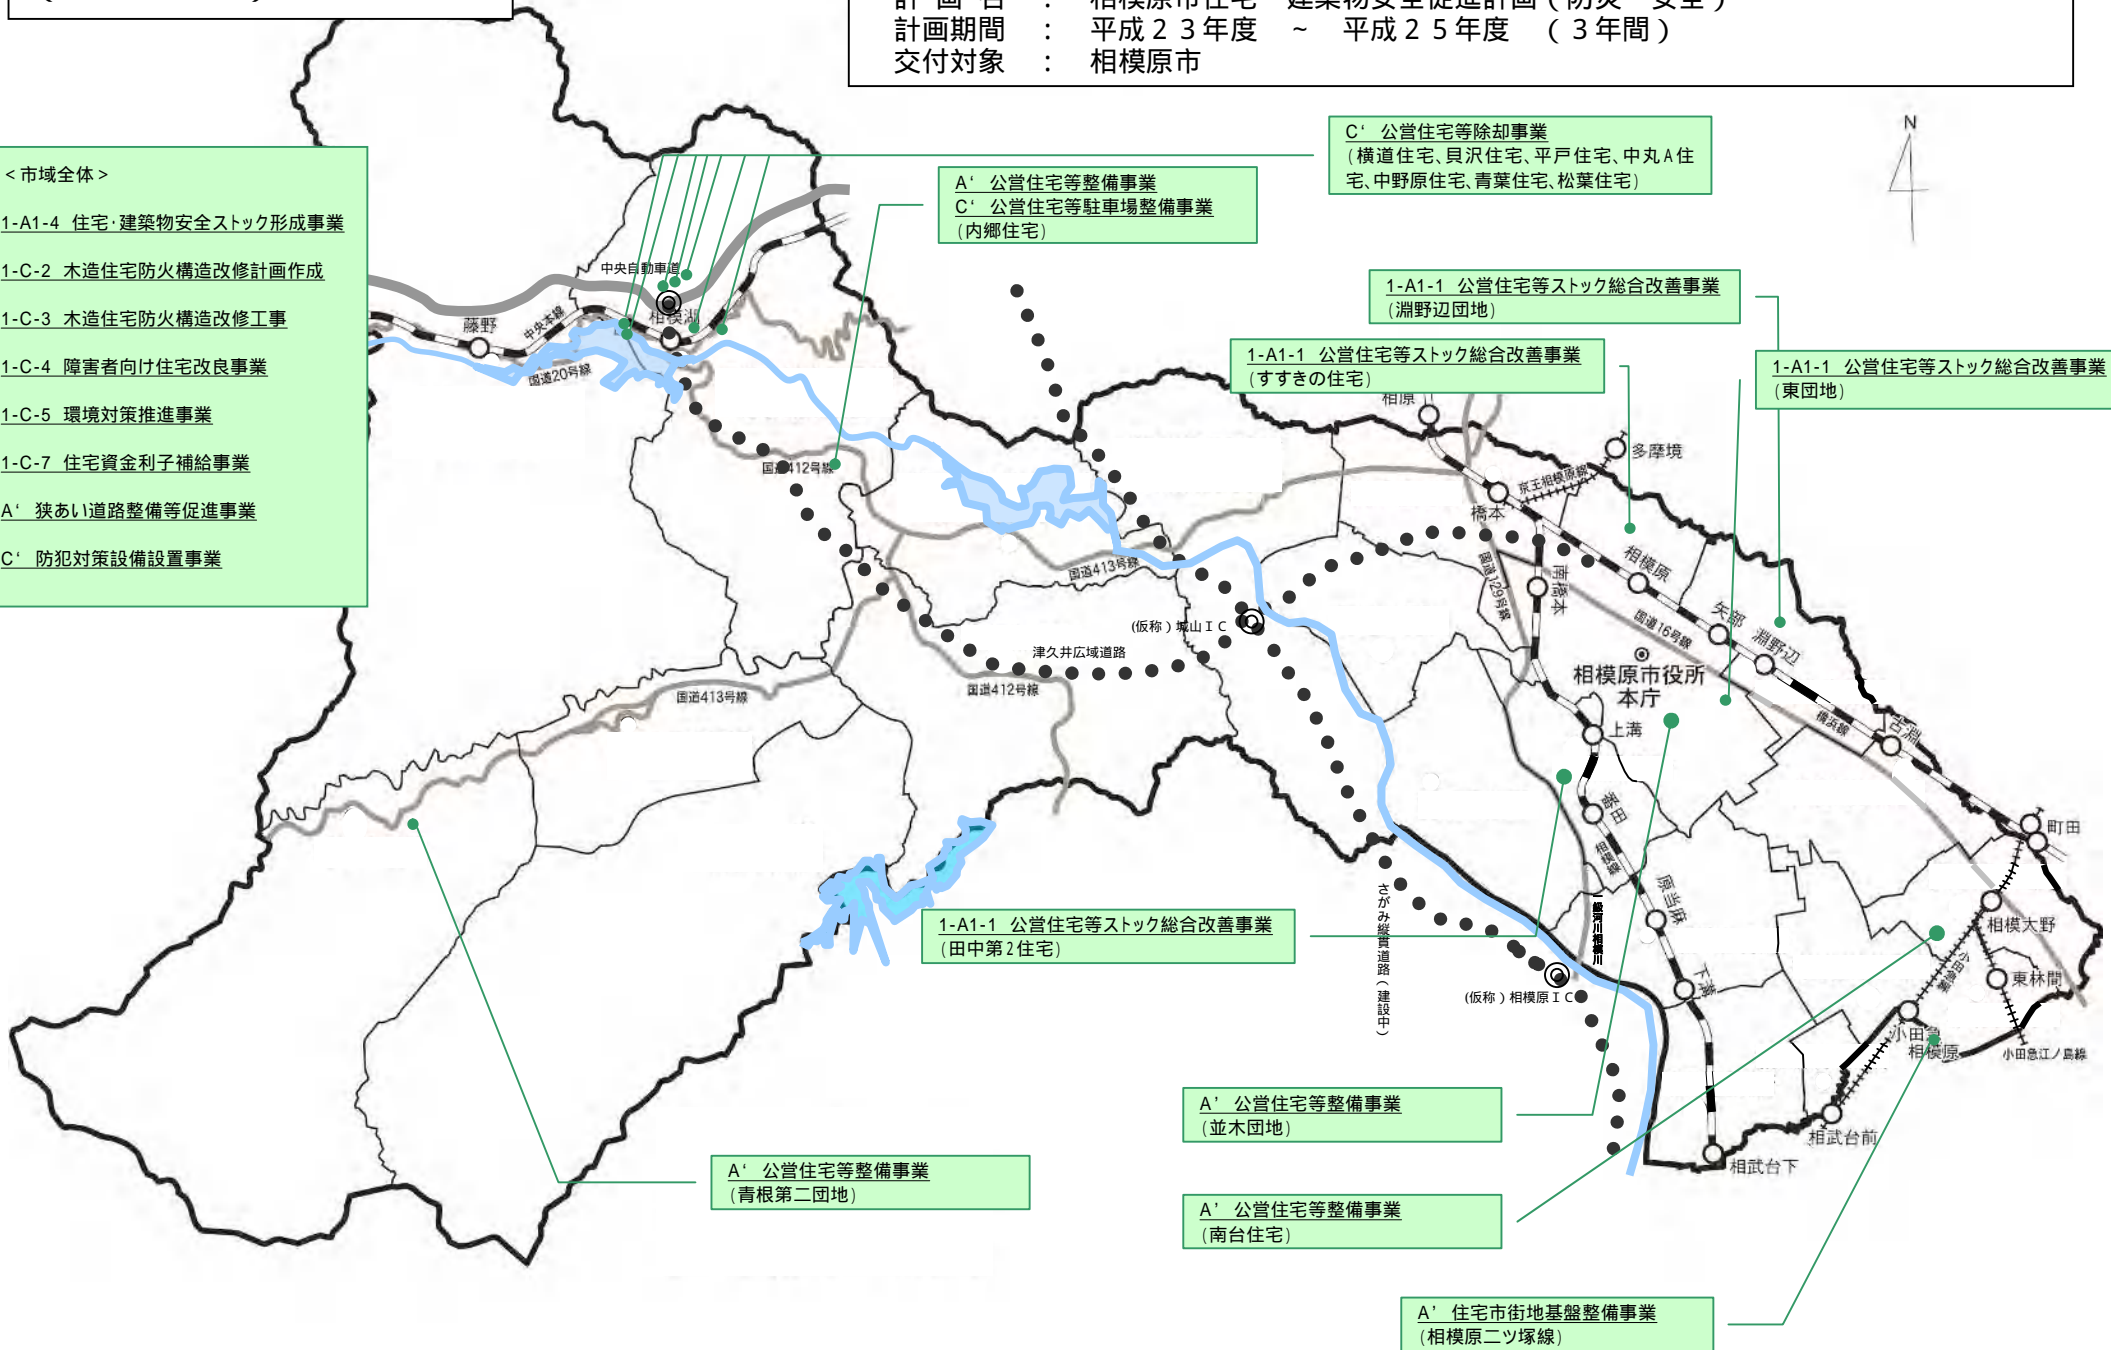 計画期間 ： 平成２３年度 ~ 平成２５年度 （３年間）
交付対象 ： 相模原市
＜市域全体＞
1-A1-4 住宅･建築物安全ストック形成事業
1-C-2 木造住宅防火構造改修計画作成
1-C-3 木造住宅防火構造改修工事
1-C-4 障害者向け住宅改良事業
1-C-5 環境対策推進事業
1-C-7 住宅資金利子補給事業
A‘ 狭あい道路整備等促進事業
C‘ 防犯対策設備設置事業
C‘ 公営住宅等除却事業
(横道住宅､貝沢住宅､平戸住宅､中丸A住
宅､中野原住宅､青葉住宅､松葉住宅)
A‘ 公営住宅等整備事業
C‘ 公営住宅等駐車場整備事業
(内郷住宅)
N
1-A1-1 公営住宅等ストック総合改善事業
(淵野辺団地)
1-A1-1 公営住宅等ストック総合改善事業
(すすきの住宅)
1-A1-1 公営住宅等ストック総合改善事業
(東団地)
中央自動車道
相模湖
藤野
中央本線
国道20号線
国道412号線
相原
多摩境
京王相模原線
橋本
相模原
南橋本
国道129号線
国道413号線
矢部
淵野辺
国道16号線
(仮称)城山ＩＣ
津久井広域道路
相模原市役所
本庁
国道413号線
国道412号線
上溝
横浜線
古淵
番田
相模線
町田
原当麻
さがみ縦貫道路(建設中)
一級河川相模川
相模大野
1-A1-1 公営住宅等ストック総合改善事業
(田中第2住宅)
下溝
東林間
(仮称)相模原ＩＣ
小田急
相模原
小田急江ノ島線
A’ 公営住宅等整備事業
(並木団地)
相武台前
相武台下
A‘ 公営住宅等整備事業
(青根第二団地)
A’ 公営住宅等整備事業
(南台住宅)
A’ 住宅市街地基盤整備事業
(相模原二ツ塚線)